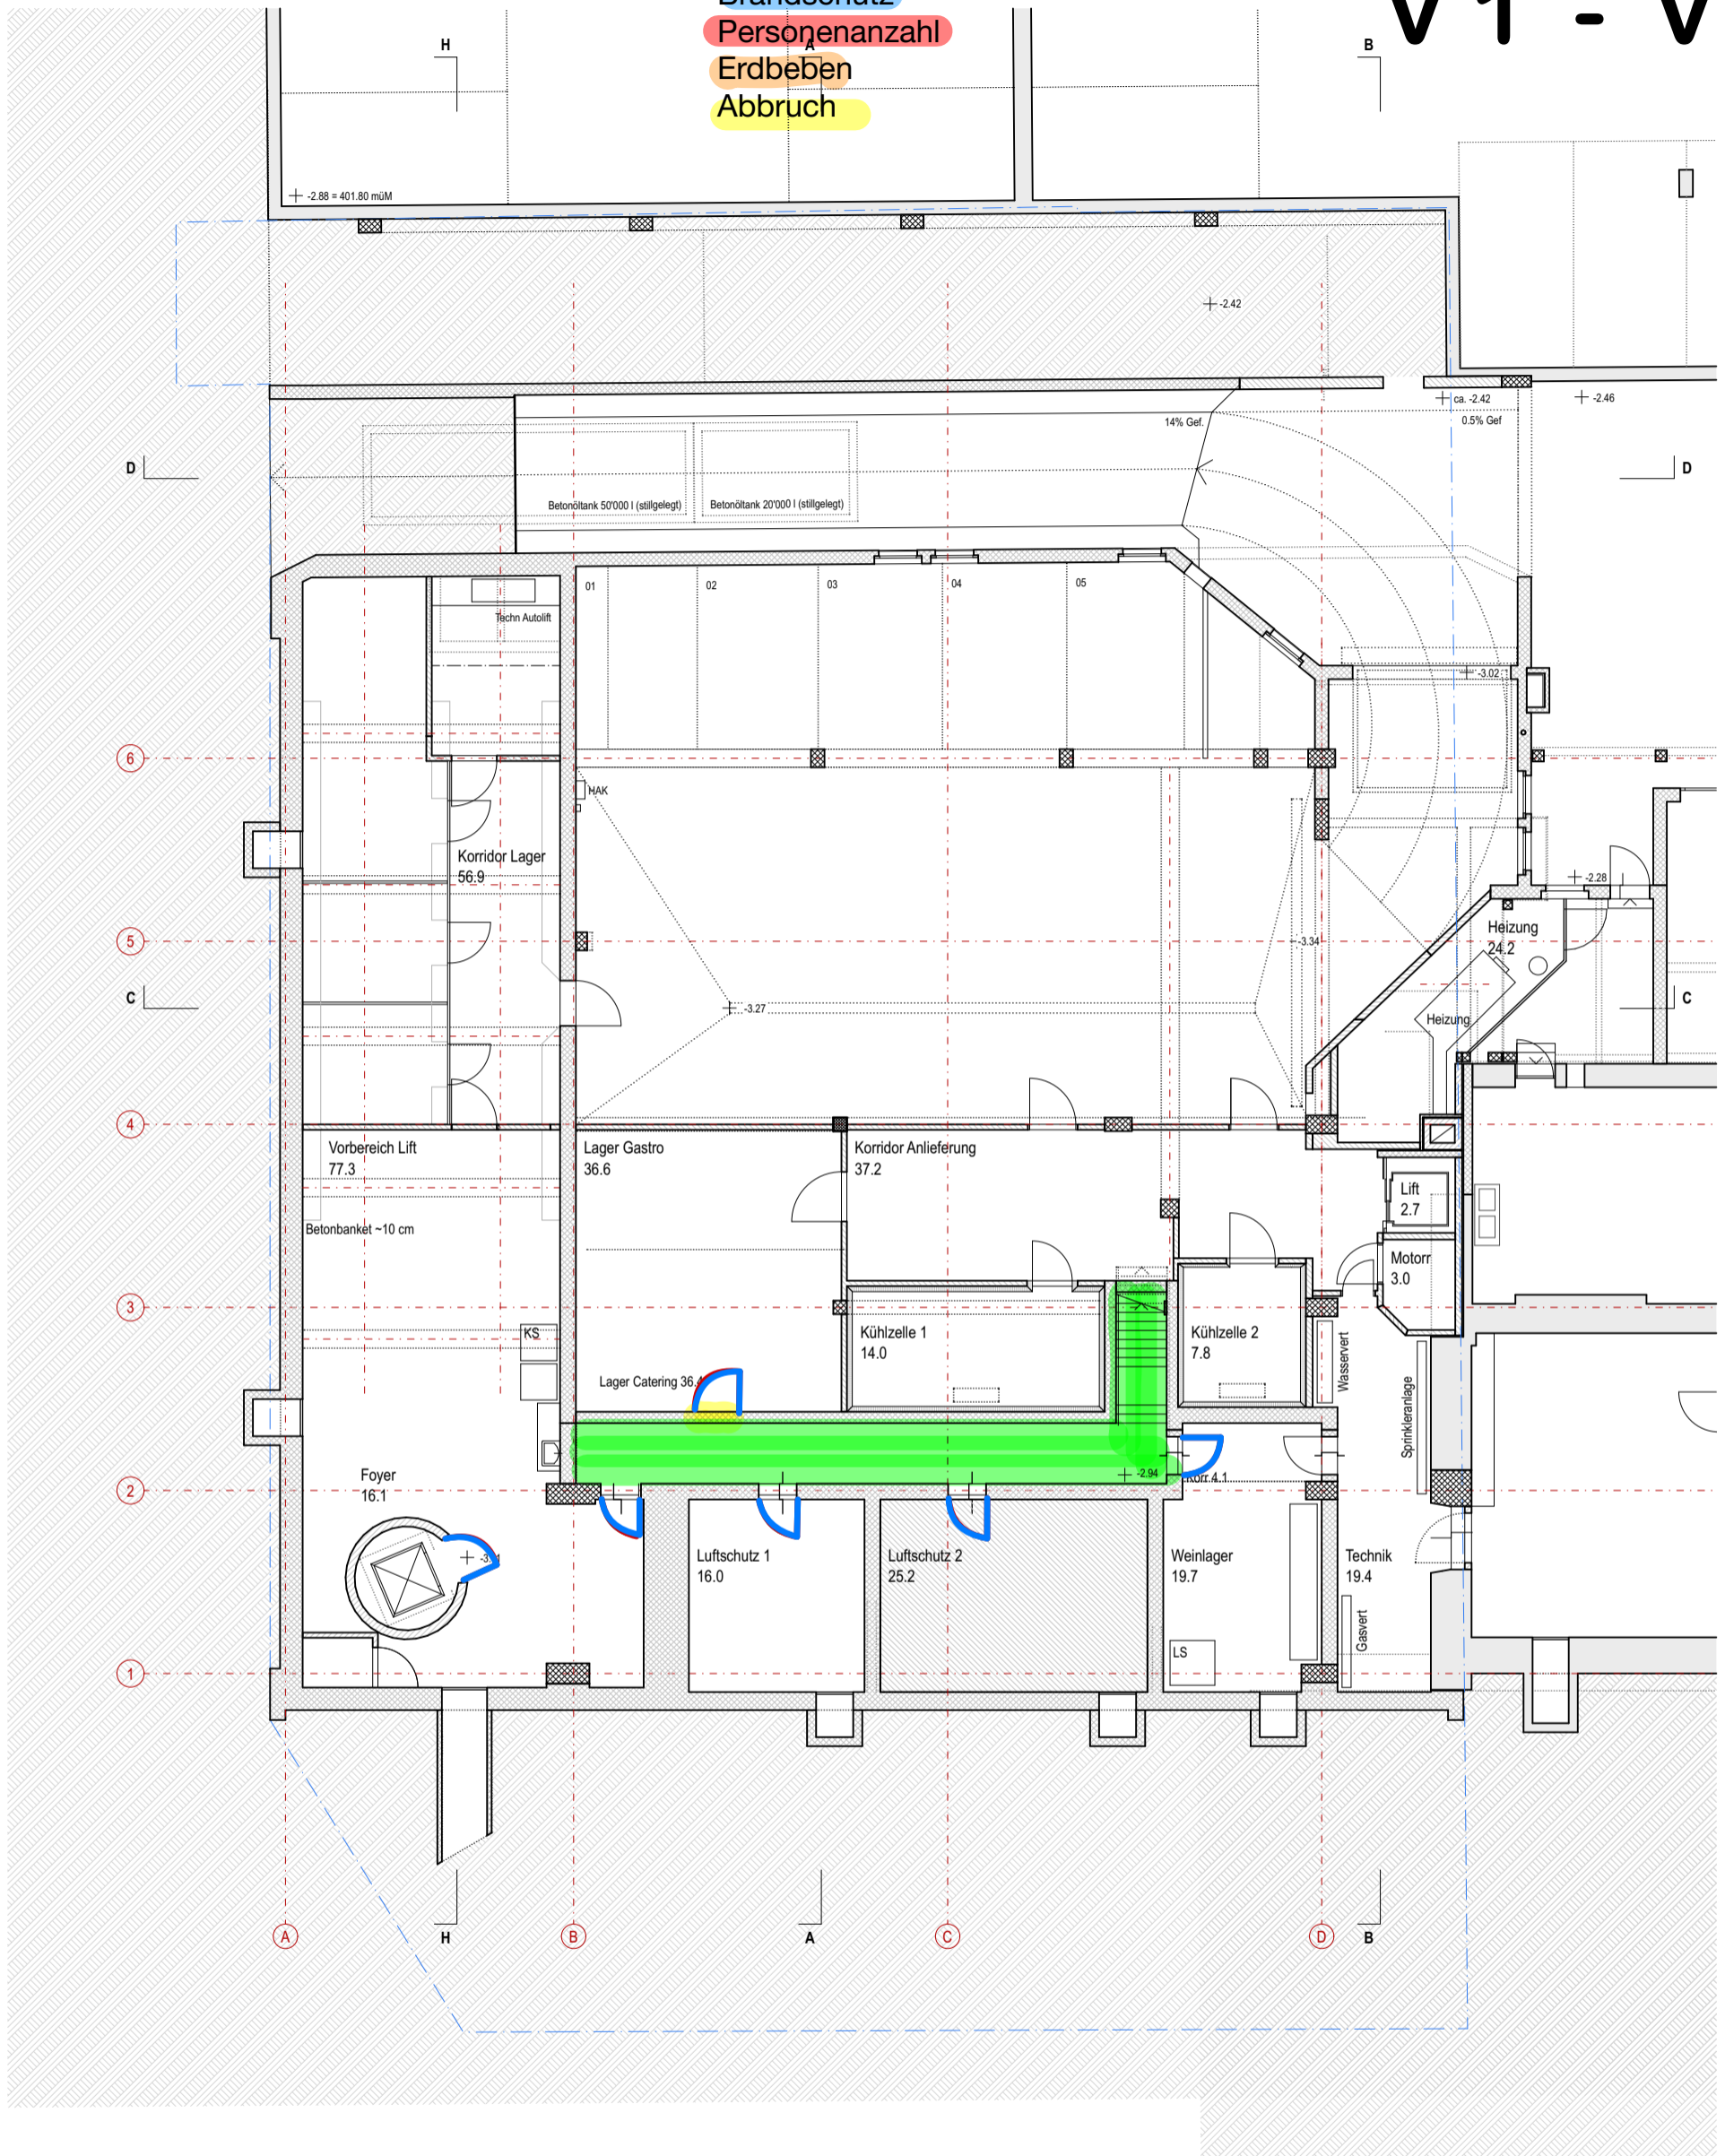 Brandschutz
V1 - V
Personenanzahl
H
A
B
Erdbeben
Abbruch
-2.88 = 401.80 müM
-2.42
ca. -2.42
-2.46
14% Gef.
0.5% Gef
D
D
Betonöltank 50'000 l (stillgelegt)
Betonöltank 20'000 l (stillgelegt)
01
02
03
04
05
Techn Autolift
-3.02
6
HAK
Korridor Lager
56.9
-2.28
5
Heizung
24.2
-3.34
C
C
-3.27
Heizung
4
Vorbereich Lift
77.3
Lager Gastro
36.6
Korridor Anlieferung
37.2
Lift
2.7
Betonbanket ~10 cm
Motorr
3.0
3
KS
Kühlzelle 1
14.0
Kühlzelle 2
7.8
Wasservert
Lager Catering 36.4
Sprinkleranlage
Foyer
16.1
-2.94
Korr.4.1
2
Luftschutz 1
16.0
Luftschutz 2
25.2
Weinlager
19.7
Technik
19.4
Gasvert
LS
1
A
H
B
A
C
D
B